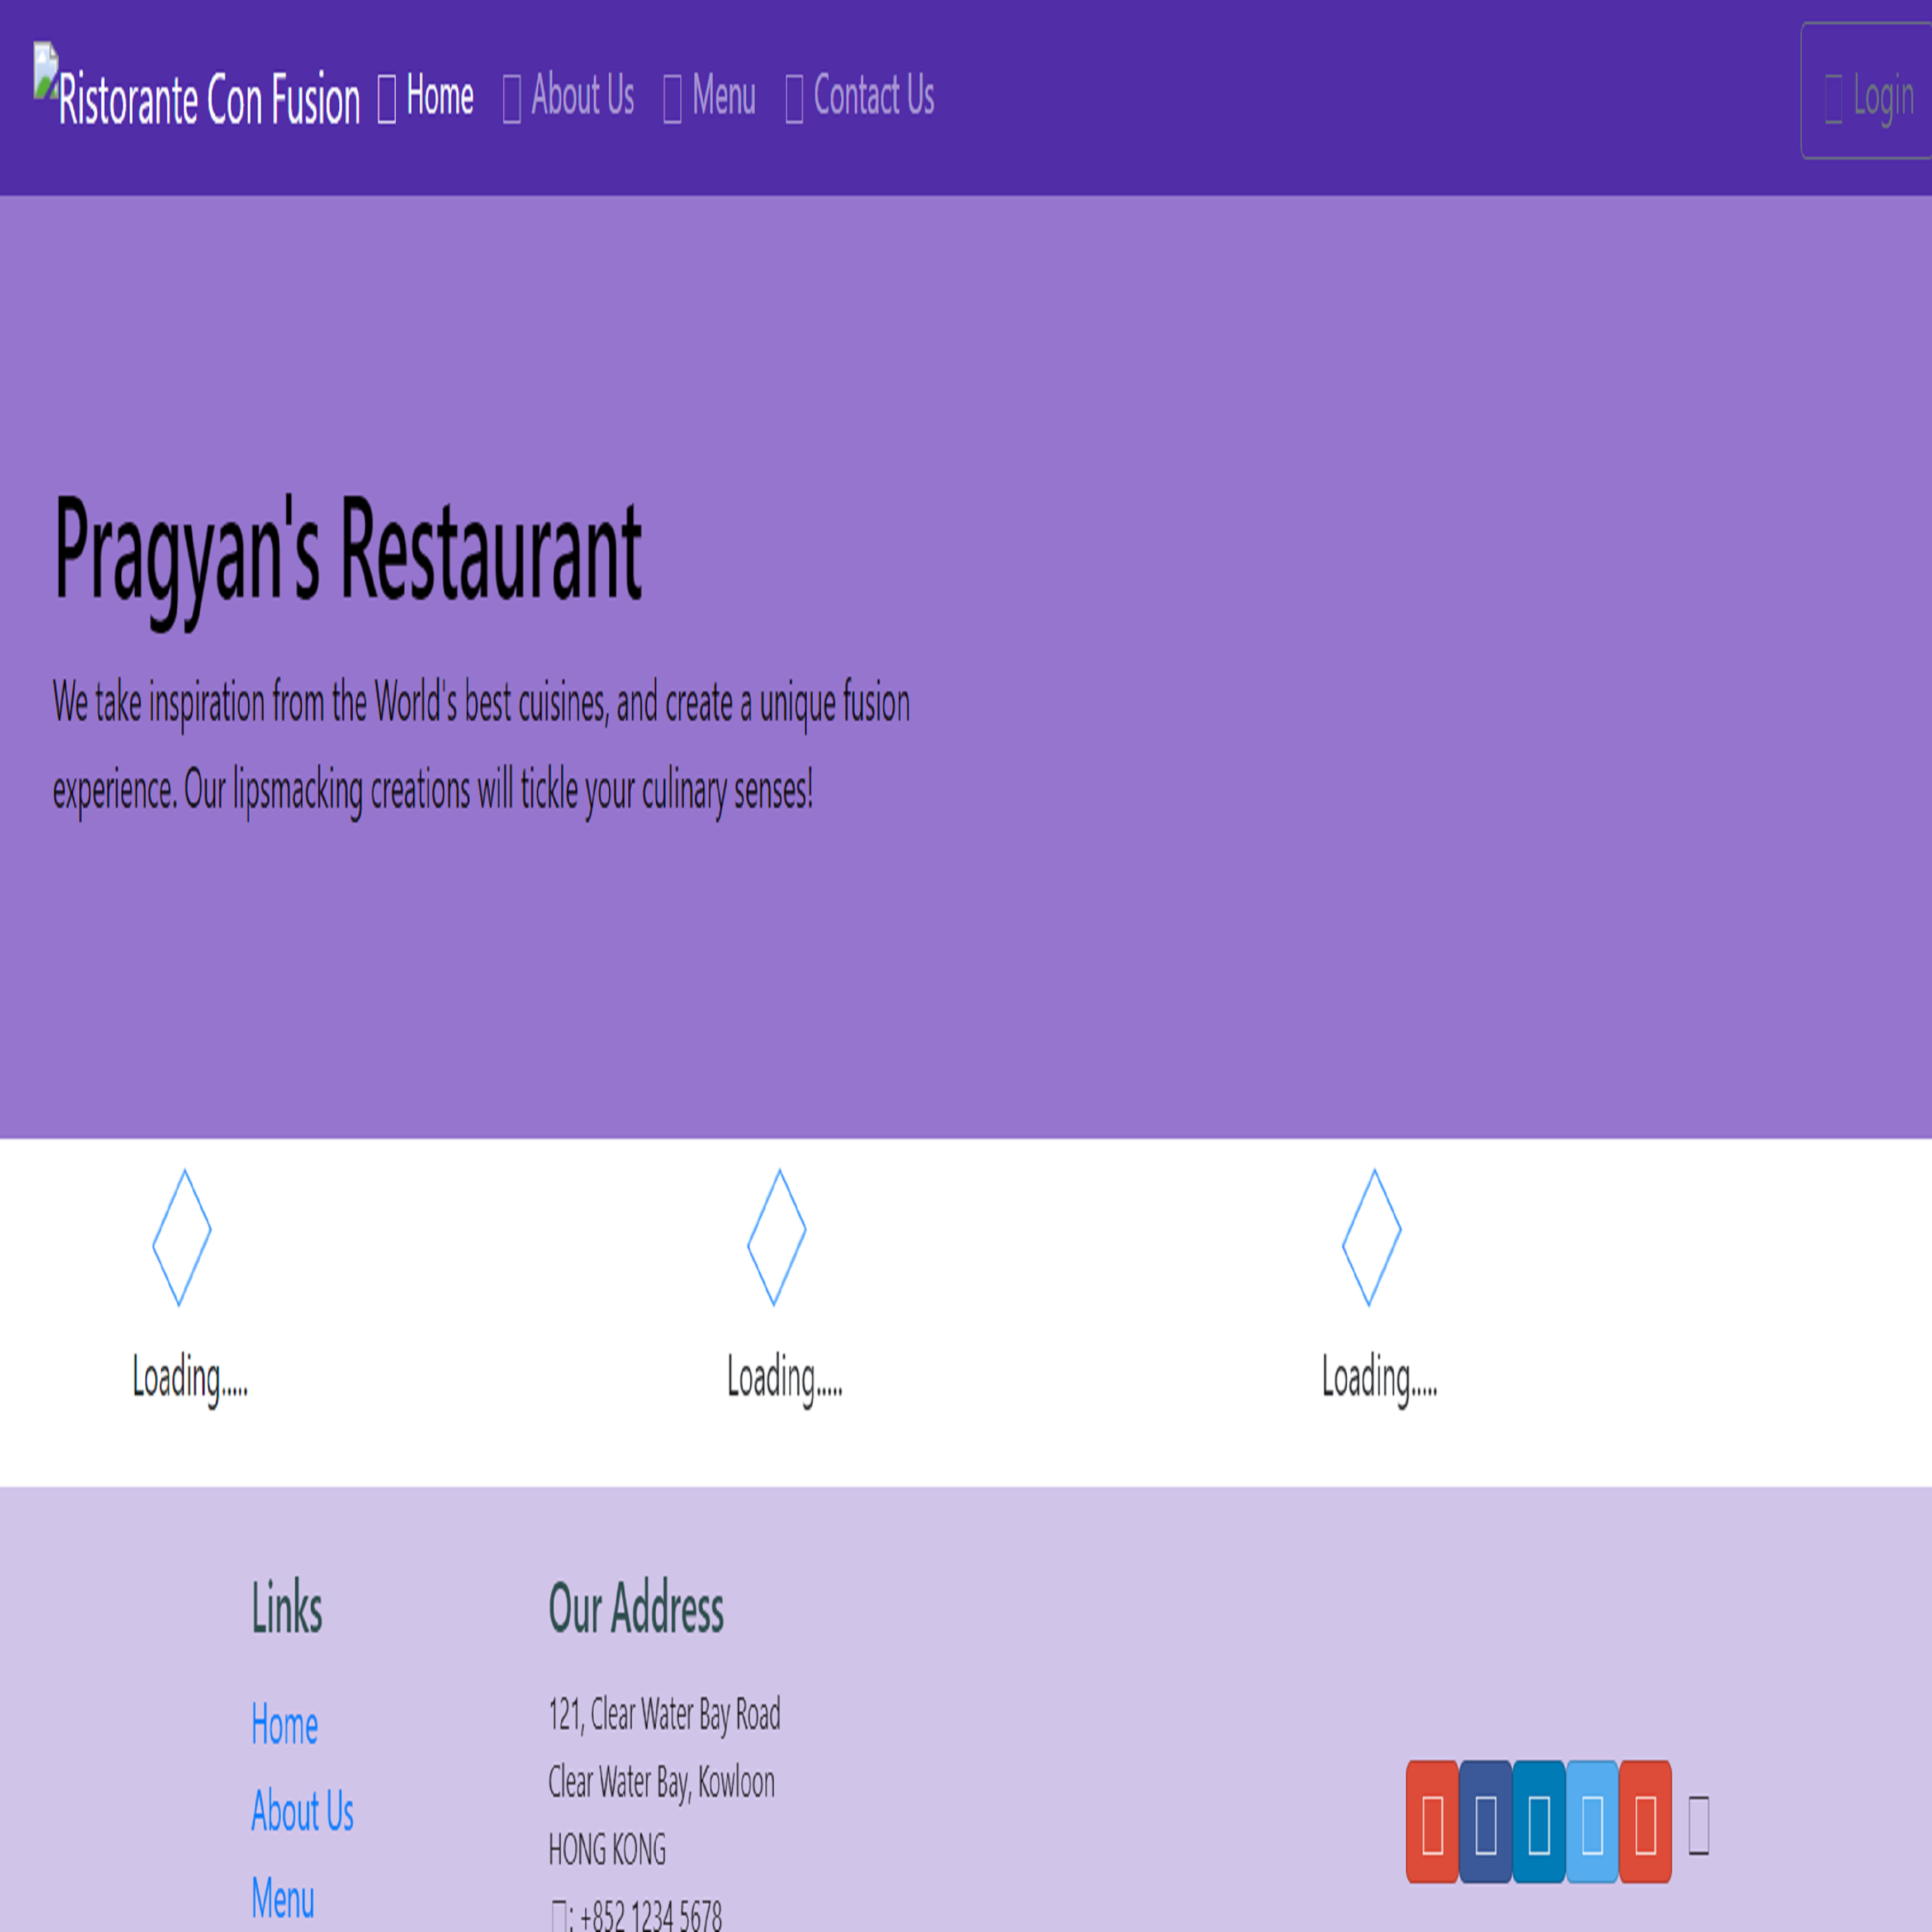 Ristorante Con Fusion Home About Us Menu Contact Us Login
Pragyan's Restaurant
We take inspiration from the World's best cuisines, and create a unique fusion
experience. Our lipsmacking creations will tickle your culinary senses!
Loading..... Loading..... Loading.....
Links
Home
About Us
Menu
Our Address
121, Clear Water Bay Road
Clear Water Bay, Kowloon
HONG KONG
: +852 1234 5678